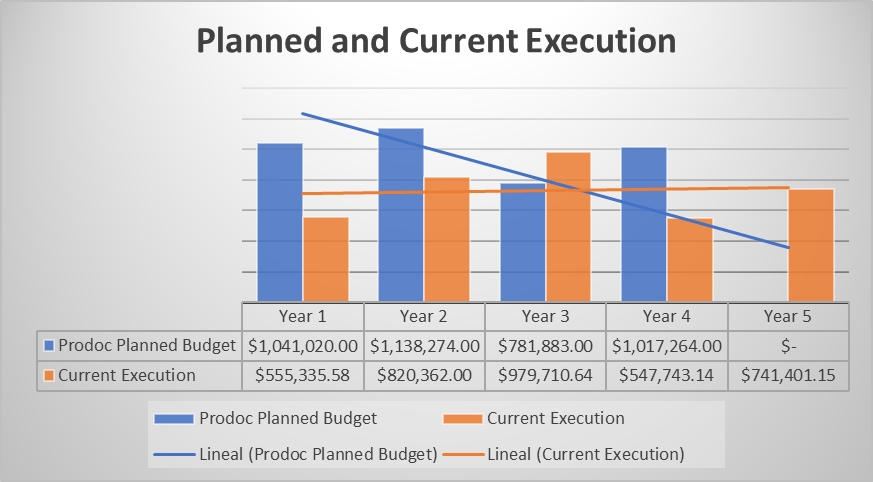 Planned and Current Execution
Year 1 Year 2 Year 3 Year 4 Year 5
Prodoc Planned Budget $1,041,020.00 $1,138,274.00 $781,883.00 $1,017,264.00 $-
Current Execution $555,335.58 $820,362.00 $979,710.64 $547,743.14 $741,401.15
Prodoc Planned Budget Current Execution
Lineal (Prodoc Planned Budget) Lineal (Current Execution)